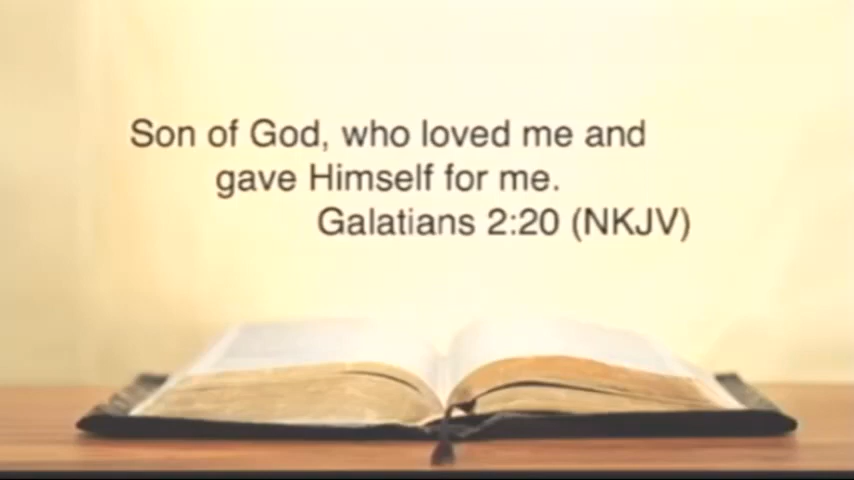 Son of God, who loved me and
gave Himself for me.
Galatians 2:20 (NKJV)